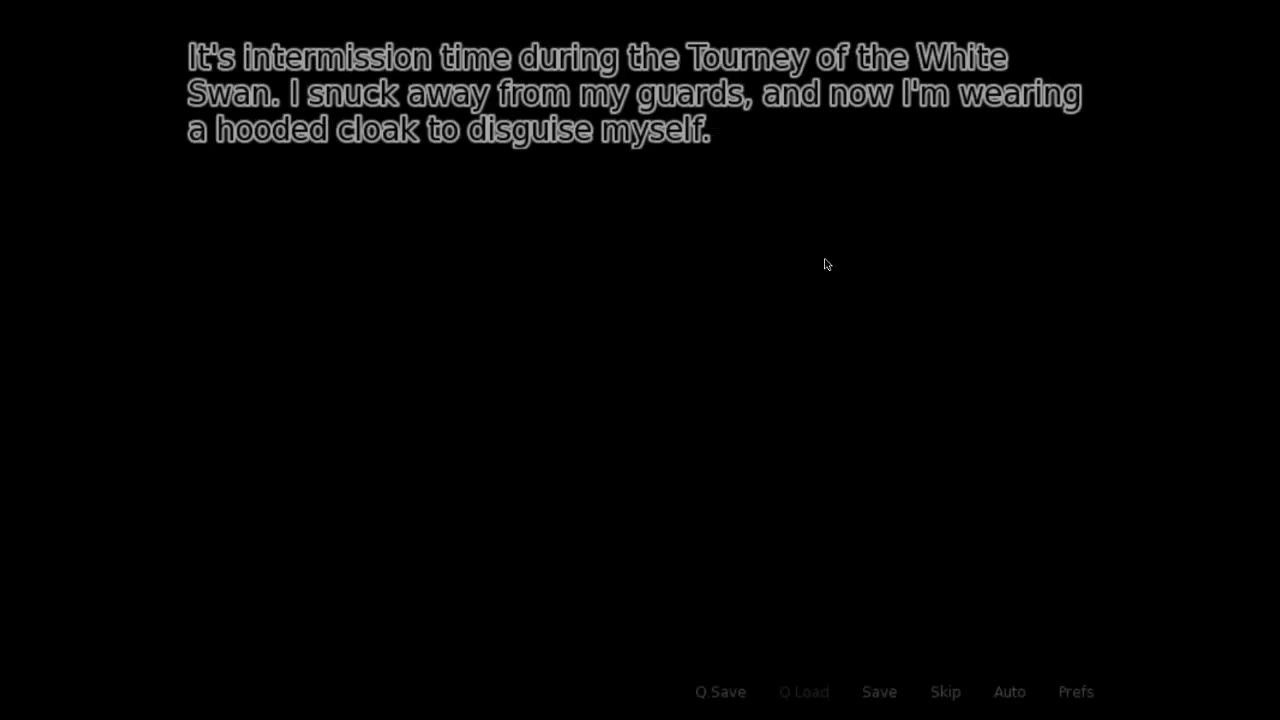 It's intermission time during the Tourney of the White
Swan. I snuck away from my guards, and now I'm wearing
a hooded cloak to disguise myself.
Q.Save Q.Load Save Skip Auto Prefs